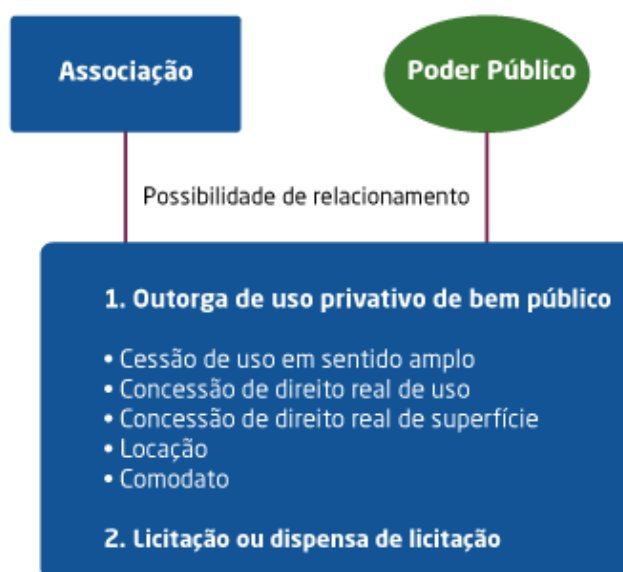 Associação
Poder Público
Possibilidade de relacionamento
1. Outorga de uso privativo de bem público
• Cessão de uso em sentido amplo
• Concessão de direito real de uso
• Concessão de direito real de superfície
• Locação
• Comodato
2. Licitação ou dispensa de licitação